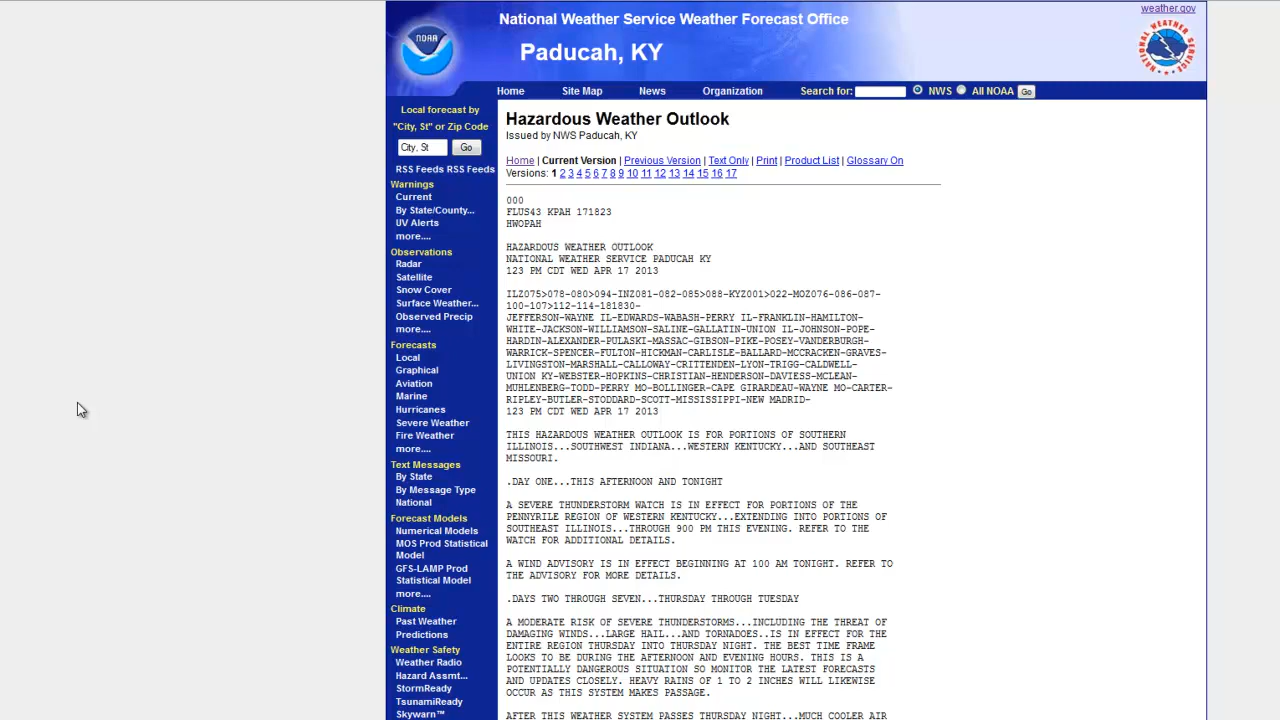 weather.gov
National Weather Service Weather Forecast Office
NOAA
Paducah, KY
NATIONAL WEATHER SERVICE
Home Site Map News Organization Search for: NWS All NOAA Go
Local forecast by
"City, St" or Zip Code
City, St Go
RSS Feeds RSS Feeds
Warnings
Current
By State/County...
UV Alerts
more....
Observations
Radar
Satellite
Snow Cover
Surface Weather...
Observed Precip
more....
Forecasts
Local
Graphical
Aviation
Marine
Hurricanes
Severe Weather
Fire Weather
more....
Text Messages
By State
By Message Type
National
Forecast Models
Numerical Models
MOS Prod Statistical
Model
GFS-LAMP Prod
Statistical Model
more....
Climate
Past Weather
Predictions
Weather Safety
Weather Radio
Hazard Assmt...
StormReady
TsunamiReady
Skywarn™
Hazardous Weather Outlook
Issued by NWS Paducah, KY
Home | Current Version | Previous Version | Text Only | Print | Product List | Glossary On
Versions: 1 2 3 4 5 6 7 8 9 10 11 12 13 14 15 16 17
000
FLUS43 KPAH 171823
HWOPAH
HAZARDOUS WEATHER OUTLOOK
NATIONAL WEATHER SERVICE PADUCAH KY
123 PM CDT WED APR 17 2013
ILZ075>078-080>094-INZ081-082-085>088-KYZ001>022-MOZ076-086-087-
100-107>112-114-181830-
JEFFERSON-WAYNE IL-EDWARDS-WABASH-PERRY IL-FRANKLIN-HAMILTON-
WHITE-JACKSON-WILLIAMSON-SALINE-GALLATIN-UNION IL-JOHNSON-POPE-
HARDIN-ALEXANDER-PULASKI-MASSAC-GIBSON-PIKE-POSEY-VANDERBURGH-
WARRICK-SPENCER-FULTON-HICKMAN-CARLISLE-BALLARD-MCCRACKEN-GRAVES-
LIVINGSTON-MARSHALL-CALLOWAY-CRITTENDEN-LYON-TRIGG-CALDWELL-
UNION KY-WEBSTER-HOPKINS-CHRISTIAN-HENDERSON-DAVIESS-MCLEAN-
MUHLENBERG-TODD-PERRY MO-BOLLINGER-CAPE GIRARDEAU-WAYNE MO-CARTER-
RIPLEY-BUTLER-STODDARD-SCOTT-MISSISSIPPI-NEW MADRID-
123 PM CDT WED APR 17 2013
THIS HAZARDOUS WEATHER OUTLOOK IS FOR PORTIONS OF SOUTHERN
ILLINOIS...SOUTHWEST INDIANA...WESTERN KENTUCKY...AND SOUTHEAST
MISSOURI.
.DAY ONE...THIS AFTERNOON AND TONIGHT
A SEVERE THUNDERSTORM WATCH IS IN EFFECT FOR PORTIONS OF THE
PENNYRILE REGION OF WESTERN KENTUCKY...EXTENDING INTO PORTIONS OF
SOUTHEAST ILLINOIS...THROUGH 900 PM THIS EVENING. REFER TO THE
WATCH FOR ADDITIONAL DETAILS.
A WIND ADVISORY IS IN EFFECT BEGINNING AT 100 AM TONIGHT. REFER TO
THE ADVISORY FOR MORE DETAILS.
.DAYS TWO THROUGH SEVEN...THURSDAY THROUGH TUESDAY
A MODERATE RISK OF SEVERE THUNDERSTORMS...INCLUDING THE THREAT OF
DAMAGING WINDS...LARGE HAIL...AND TORNADOES..IS IN EFFECT FOR THE
ENTIRE REGION THURSDAY INTO THURSDAY NIGHT. THE BEST TIME FRAME
LOOKS TO BE DURING THE AFTERNOON AND EVENING HOURS. THIS IS A
POTENTIALLY DANGEROUS SITUATION SO MONITOR THE LATEST FORECASTS
AND UPDATES CLOSELY. HEAVY RAINS OF 1 TO 2 INCHES WILL LIKEWISE
OCCUR AS THIS SYSTEM MAKES PASSAGE.
AFTER THIS WEATHER SYSTEM PASSES THURSDAY NIGHT...MUCH COOLER AIR